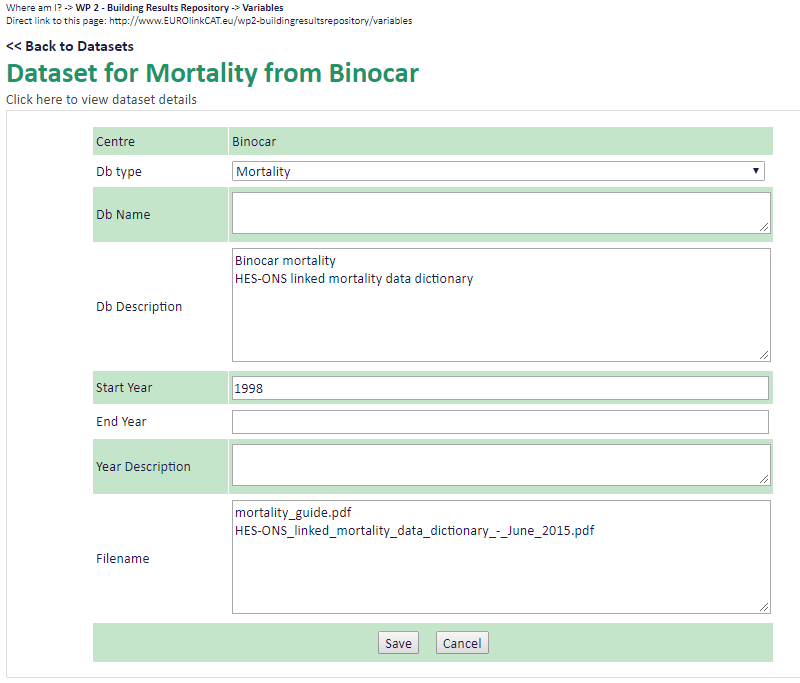 Where am I? -> WP 2 - Building Results Repository -> Variables
Direct link to this page: http://www.EUROlinkCAT.eu/wp2-buildingresultsrepository/variables
<< Back to Datasets
Dataset for Mortality from Binocar
Click here to view dataset details
Centre Binocar
Db type Mortality
Db Name
Binocar mortality
HES-ONS linked mortality data dictionary
Db Description
Start Year 1998
End Year
Year Description
mortality_guide.pdf
HES-ONS_linked_mortality_data_dictionary_-_June_2015.pdf
Filename
Save Cancel